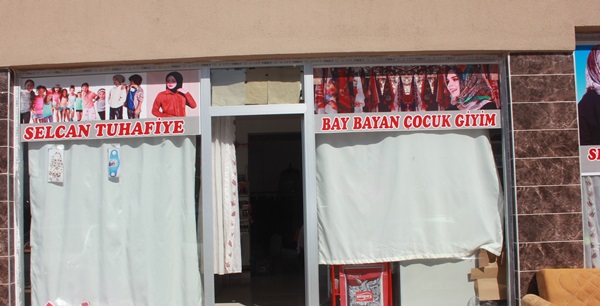 SELCAN TUHAFİYE
BAY BAYAN ÇOCUK GİYİM